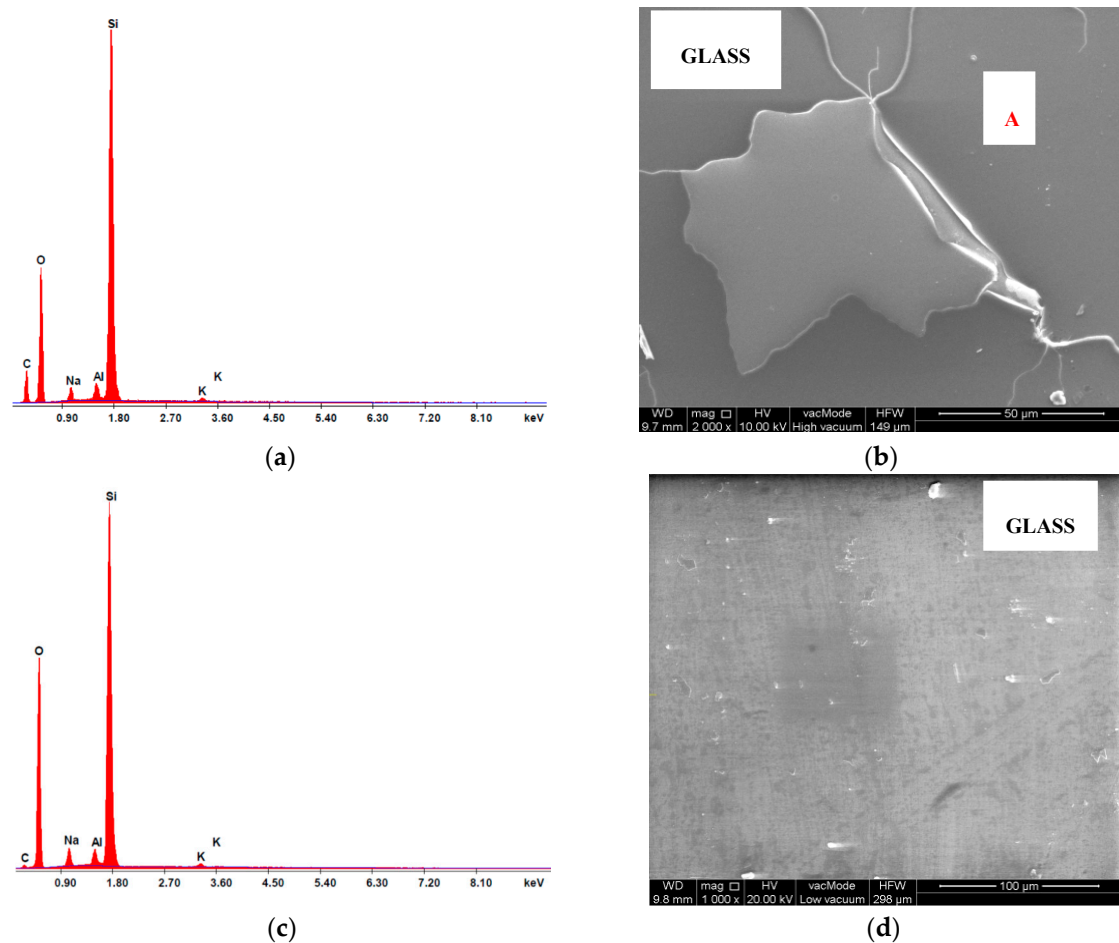 Si
O
C
Na
Al
K
K
0.90 1.80 2.70 3.60 4.50 5.40 6.30 7.20 8.10 keV
(a)
GLASS
A
WD mag HV vacMode HFW 50 µm
9.7 mm 2 000 x 10.00 kV High vacuum 149 µm
(b)
Si
O
C
Na
Al
K
K
0.90 1.80 2.70 3.60 4.50 5.40 6.30 7.20 8.10 keV
(c)
GLASS
WD mag HV vacMode HFW 100 µm
9.8 mm 1 000 x 20.00 kV Low vacuum 298 µm
(d)